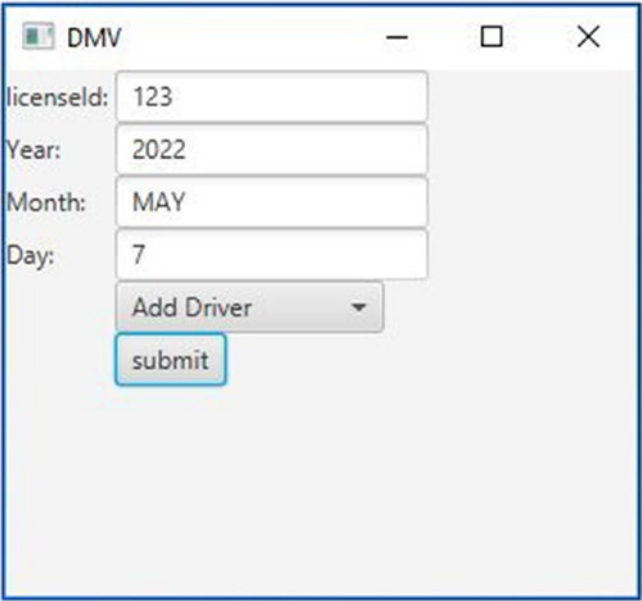 DMV
licenseId: 123
Year: 2022
Month: MAY
Day: 7
Add Driver
submit